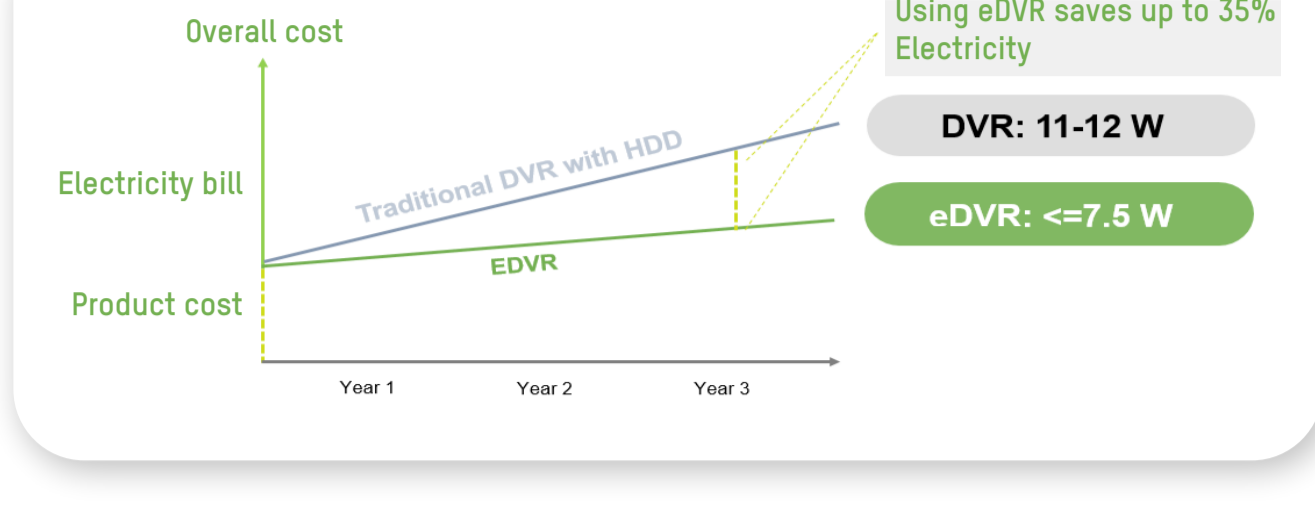 Using eDVR saves up to 35%
Electricity
Overall cost
DVR: 11-12 W
Traditional DVR with HDD
Electricity bill
eDVR: <=7.5 W
EDVR
Product cost
Year 1
Year 2
Year 3